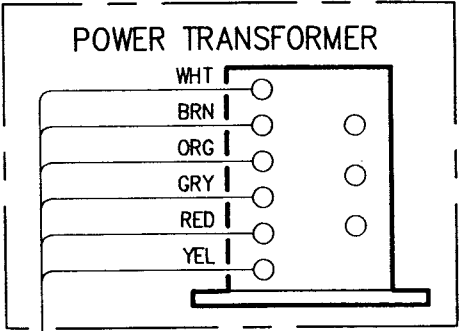 POWER TRANSFORMER
WHT
BRN
ORG
GRY
RED
YEL